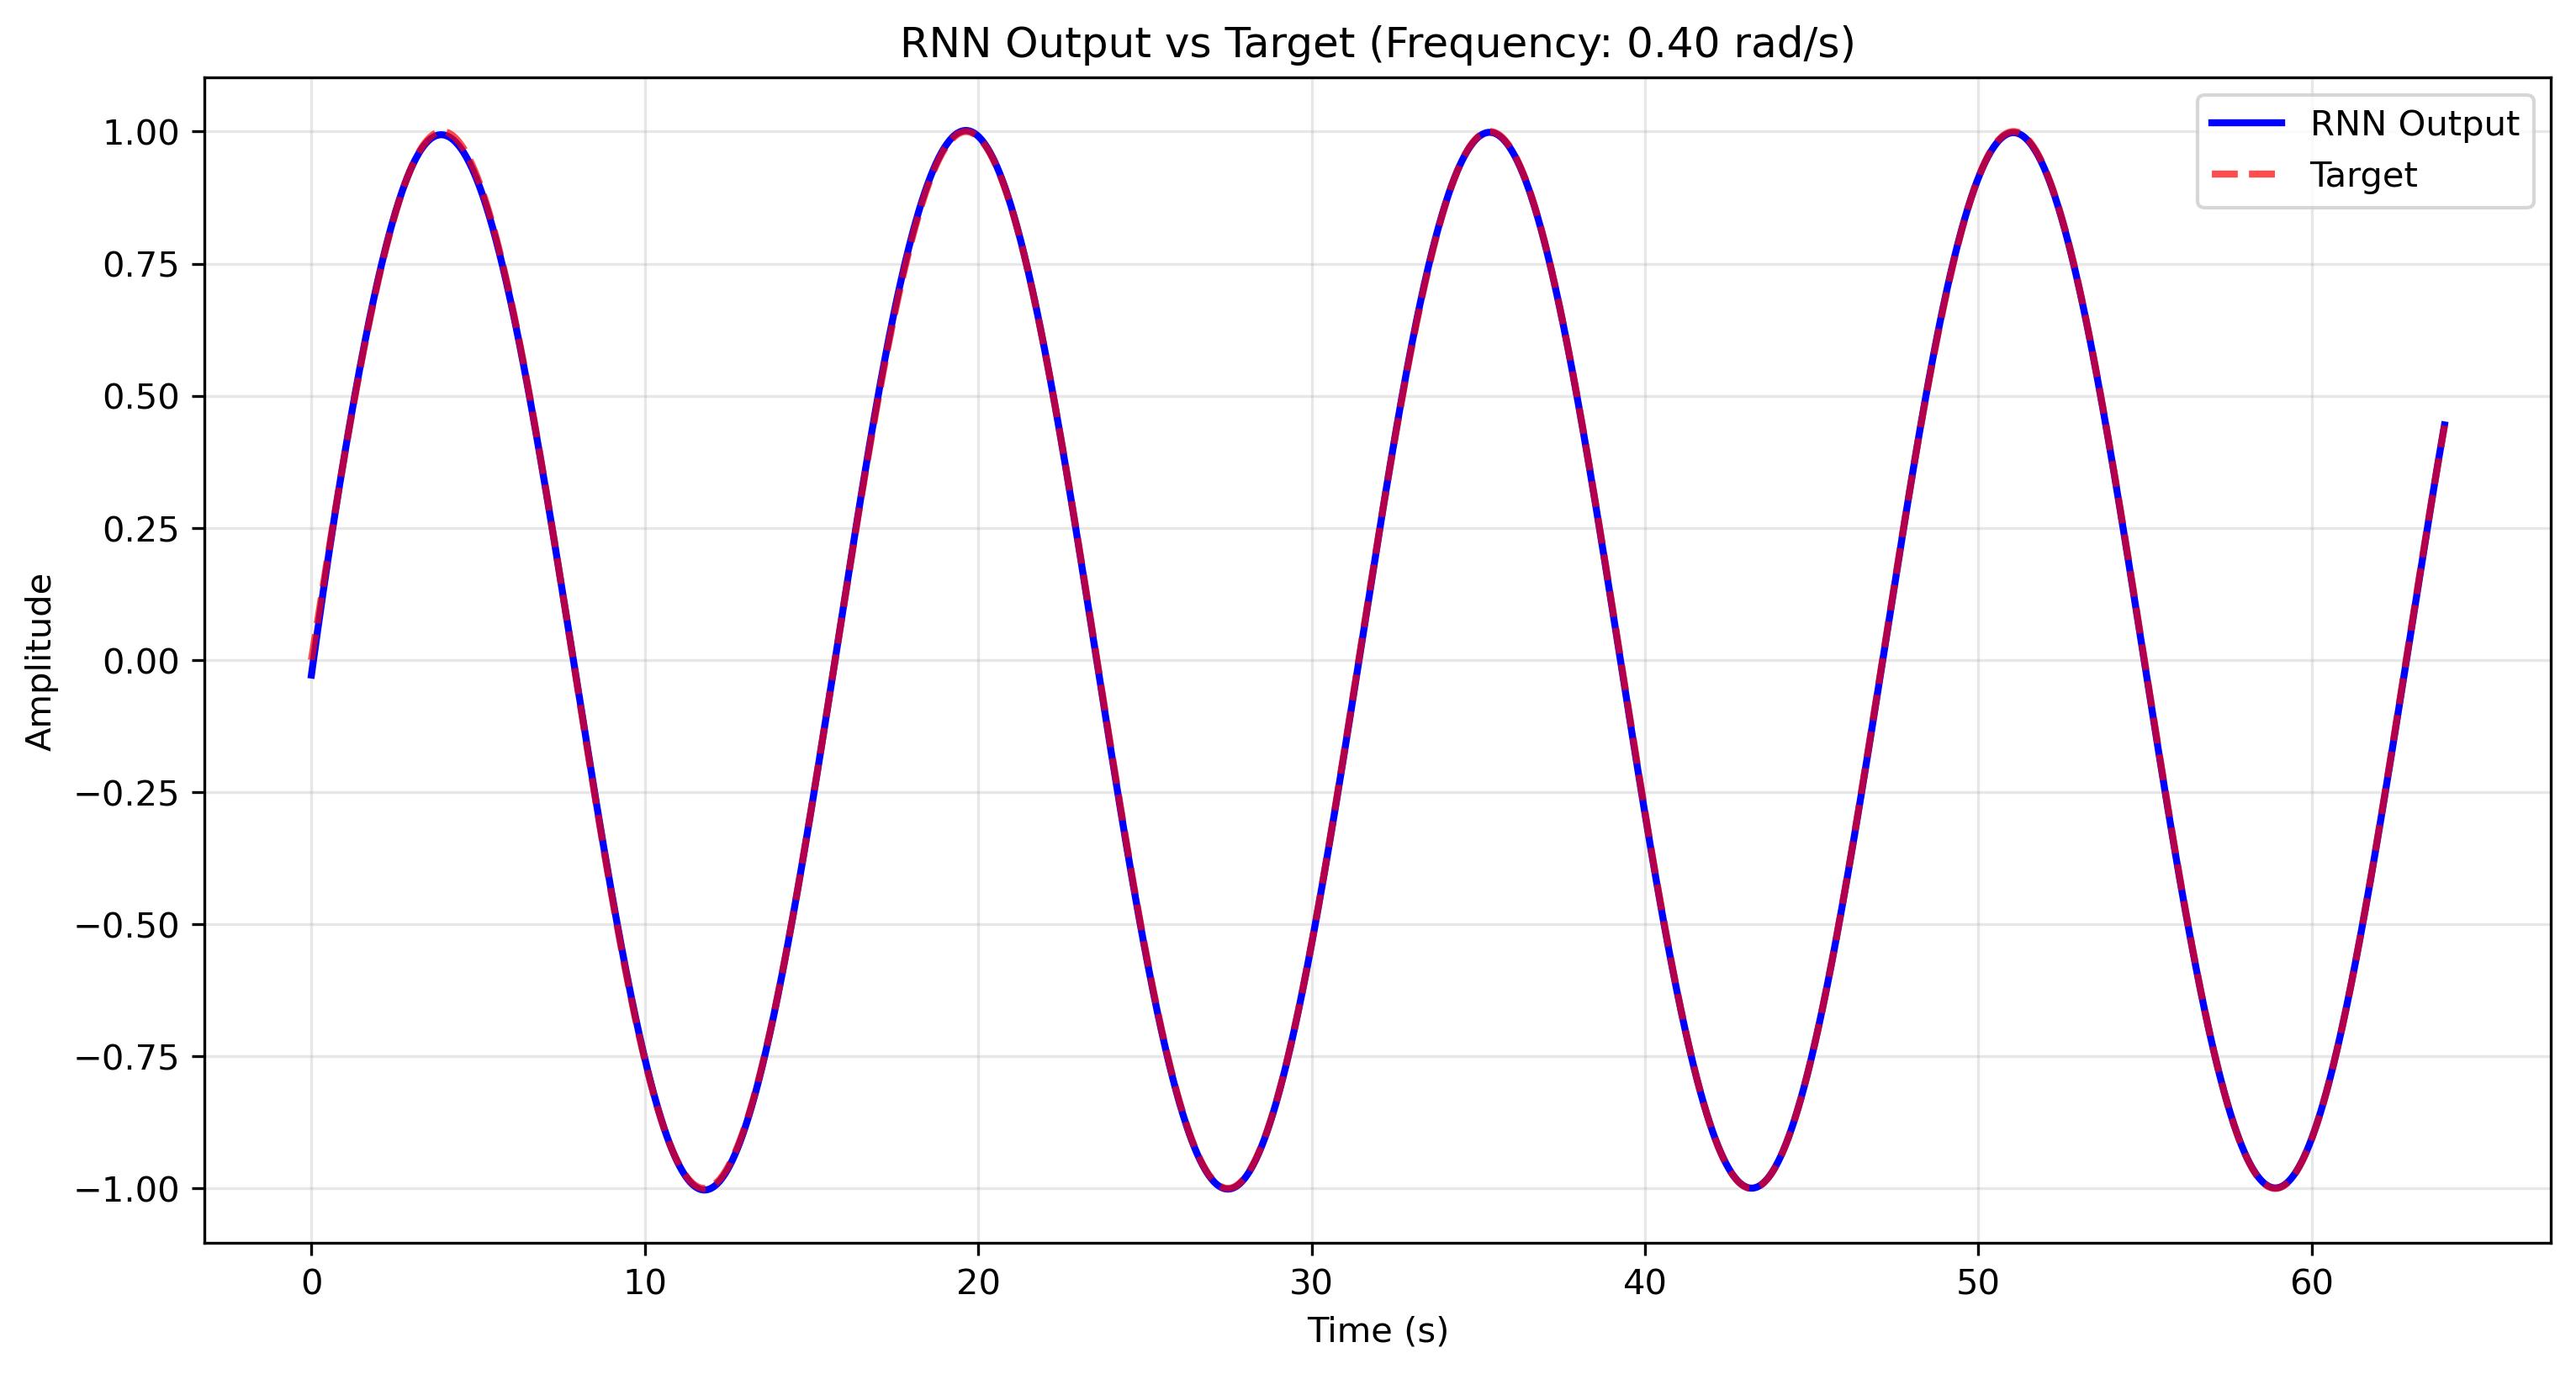 RNN Output vs Target (Frequency: 0.40 rad/s)
RNN Output
Target
Amplitude
1.00
0.75
0.50
0.25
0.00
−0.25
−0.50
−0.75
−1.00
0 10 20 30 40 50 60
Time (s)